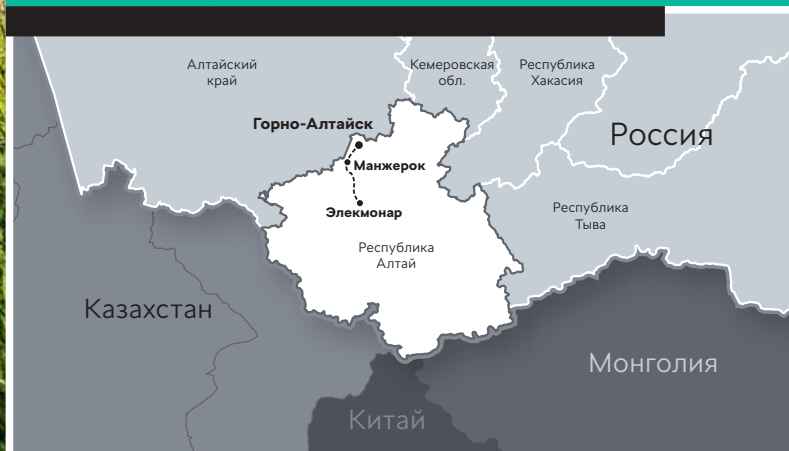 Алтайский
край
Кемеровская
обл.
Республика
Хакасия
Горно-Алтайск
Россия
Манжерок
Элекмонар
Республика
Тыва
Республика
Алтай
Казахстан
Монголия
Китай